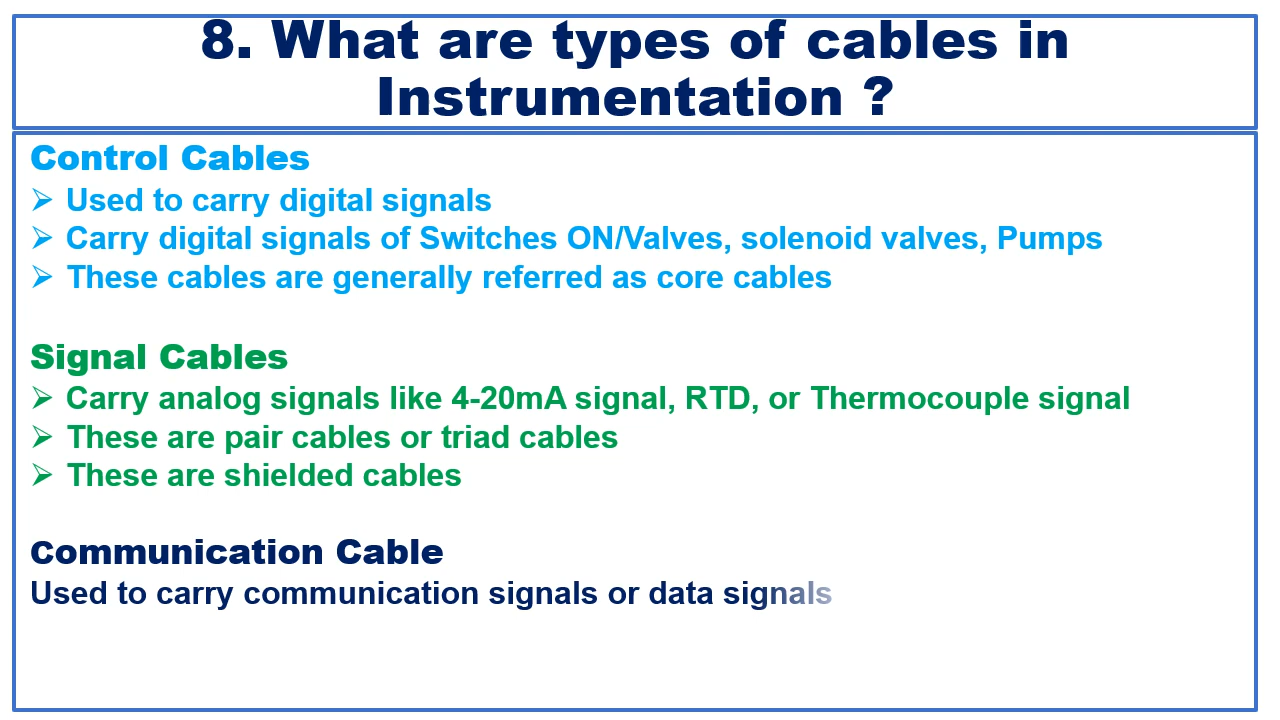 8. What are types of cables in
Instrumentation ?
Control Cables
➢ Used to carry digital signals
➢ Carry digital signals of Switches ON/Valves, solenoid valves, Pumps
➢ These cables are generally referred as core cables
Signal Cables
➢ Carry analog signals like 4-20mA signal, RTD, or Thermocouple signal
➢ These are pair cables or triad cables
➢ These are shielded cables
Communication Cable
Used to carry communication signals or data signals